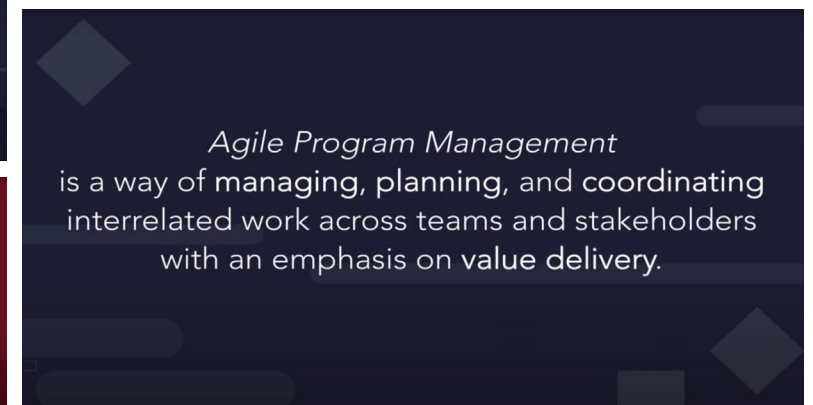 Agile Program Management
is a way of managing, planning, and coordinating
interrelated work across teams and stakeholders
with an emphasis on value delivery.